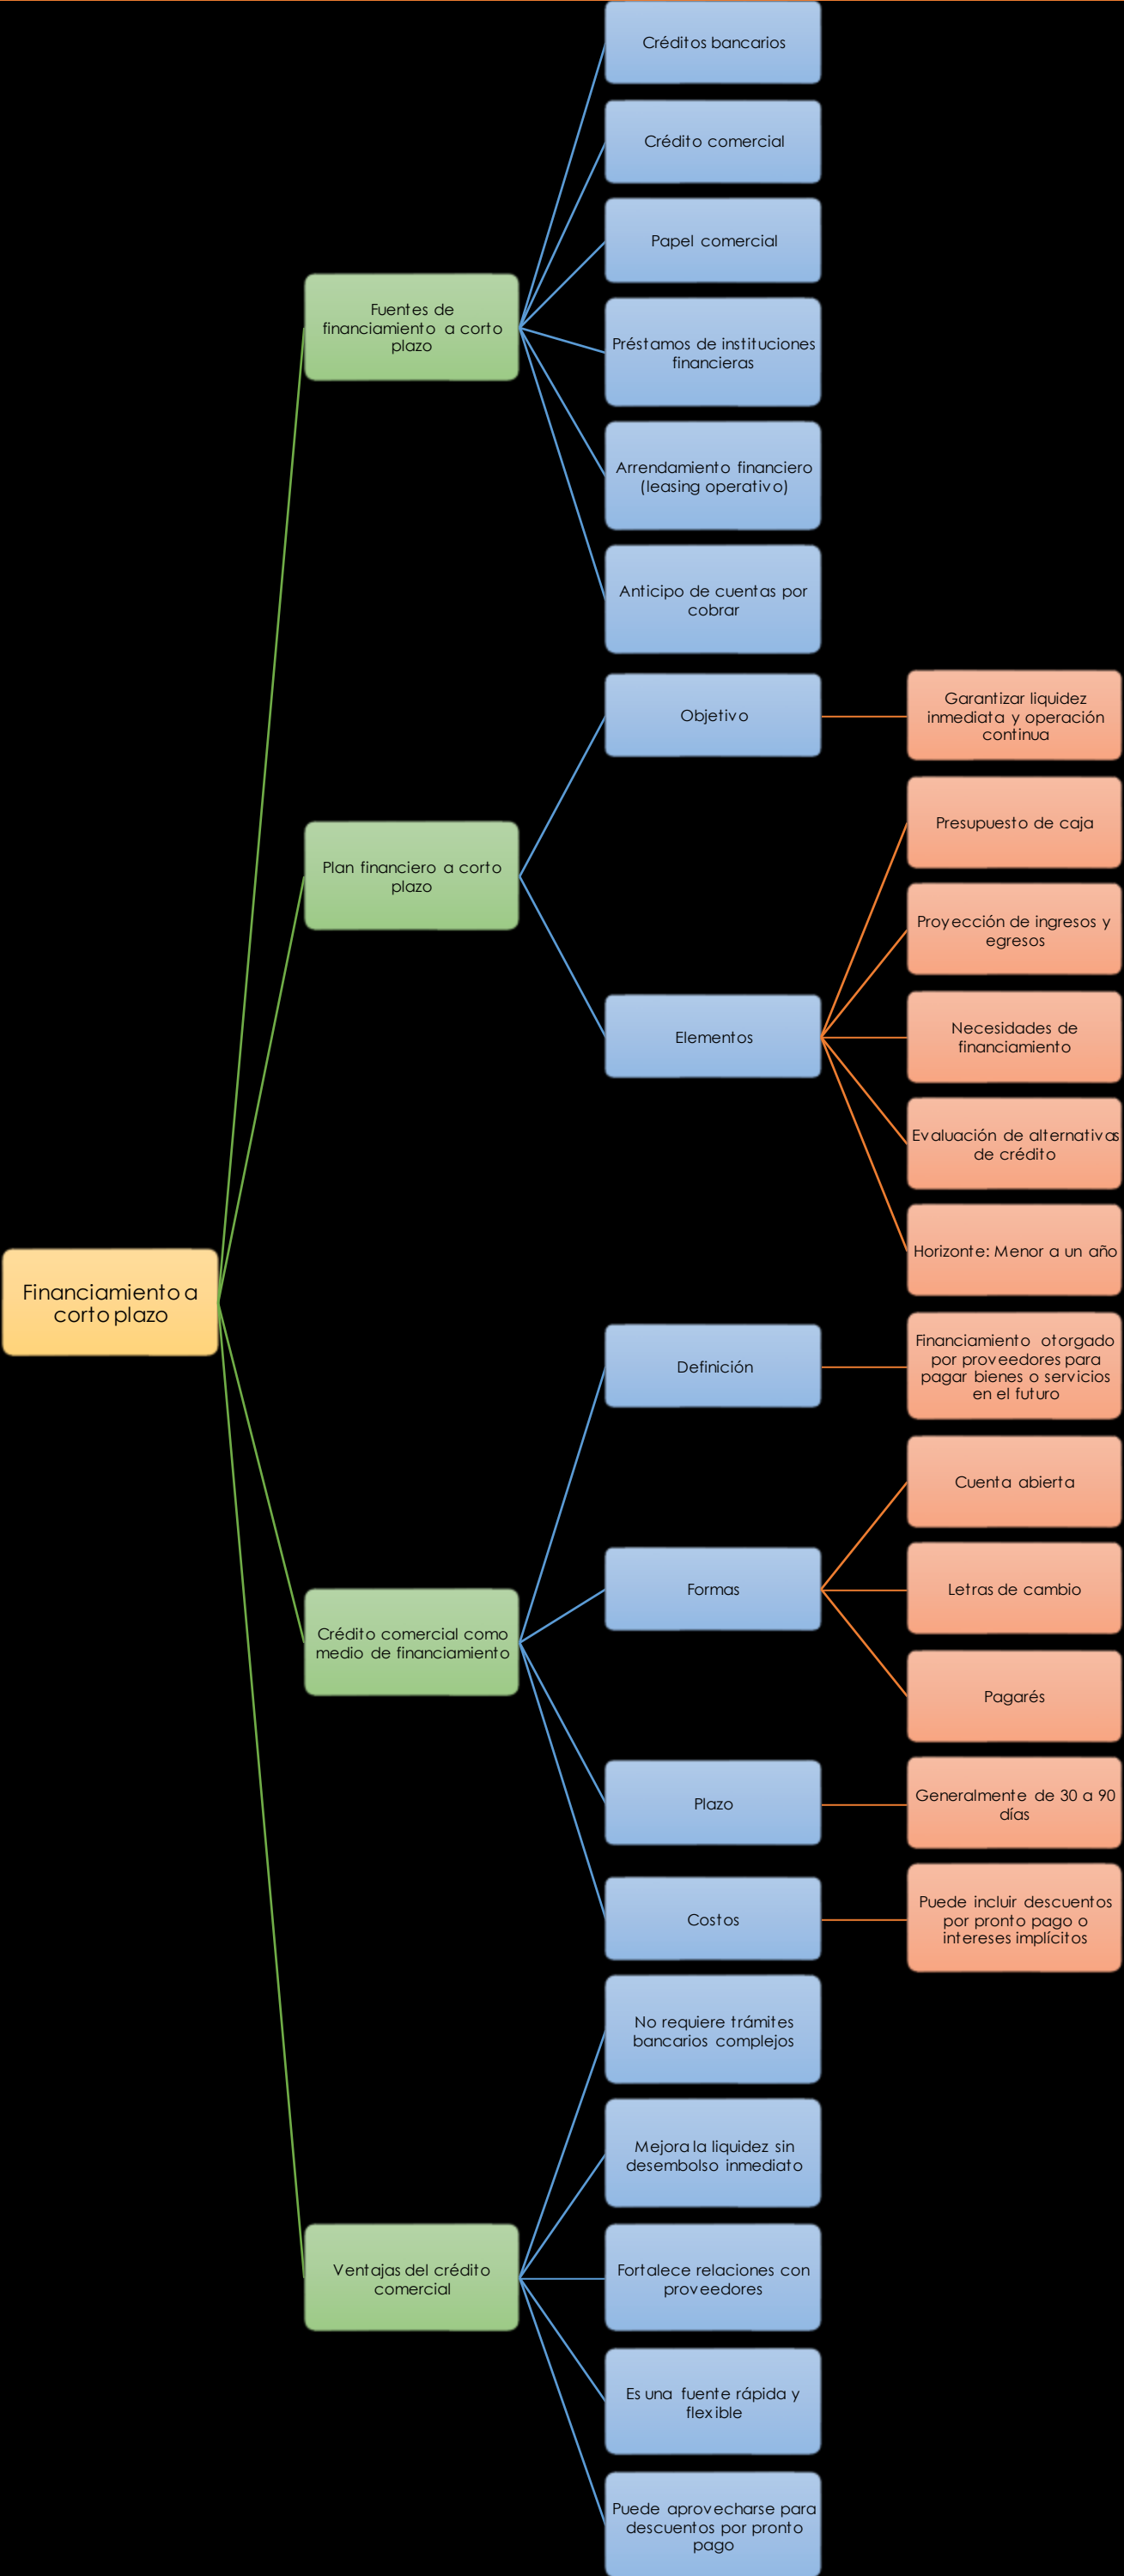 Financiamiento a
corto plazo
Fuentes de
financiamiento a corto
plazo
Créditos bancarios
Crédito comercial
Papel comercial
Préstamos de instituciones
financieras
Arrendamiento financiero
(leasing operativo)
Anticipo de cuentas por
cobrar
Plan financiero a corto
plazo
Objetivo
Garantizar liquidez
inmediata y operación
continua
Elementos
Presupuesto de caja
Proyección de ingresos y
egresos
Necesidades de
financiamiento
Evaluación de alternativas
de crédito
Horizonte: Menor a un año
Crédito comercial como
medio de financiamiento
Definición
Financiamiento otorgado
por proveedores para
pagar bienes o servicios
en el futuro
Formas
Cuenta abierta
Letras de cambio
Pagarés
Plazo
Generalmente de 30 a 90
días
Costos
Puede incluir descuentos
por pronto pago o
intereses implícitos
Ventajas del crédito
comercial
No requiere trámites
bancarios complejos
Mejora la liquidez sin
desembolso inmediato
Fortalece relaciones con
proveedores
Es una fuente rápida y
flexible
Puede aprovecharse para
descuentos por pronto
pago